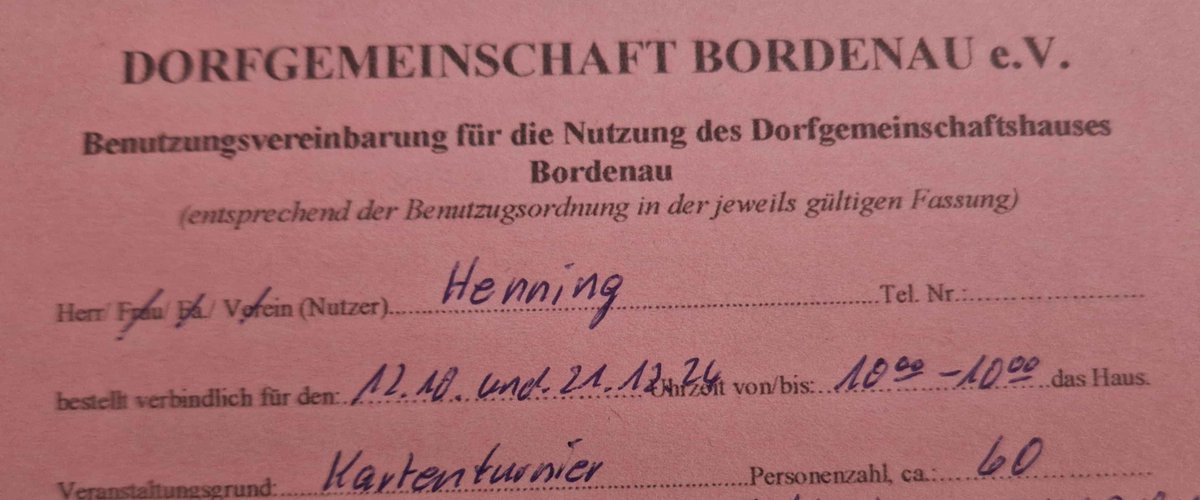 DORFGEMEINSCHAFT BORDENAU e.V.
Benutzungsvereinbarung für die Nutzung des Dorfgemeinschaftshauses
Bordenau
(entsprechend der Benutzugsordnung in der jeweils gültigen Fassung)
Herr/ Frau/ Fa./ Verein (Nutzer) Henning Tel. Nr.:
bestellt verbindlich für den: 12.10. und 21.12.24 Uhrzeit von/bis: 10⁰⁰ - 10⁰⁰ das Haus.
Veranstaltungsgrund: Kartenturnier Personenzahl, ca.: 60